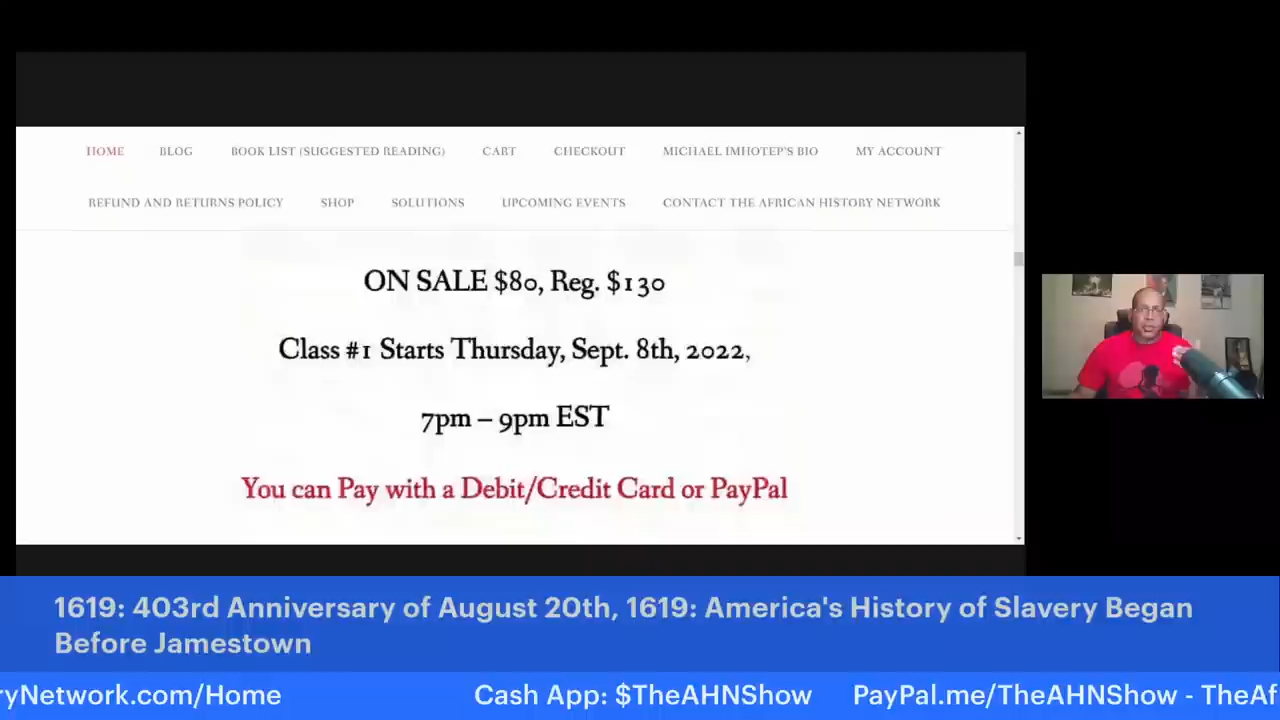 HOME BLOG BOOK LIST (SUGGESTED READING) CART CHECKOUT MICHAEL IMHOTEP'S BIO MY ACCOUNT
REFUND AND RETURNS POLICY SHOP SOLUTIONS UPCOMING EVENTS CONTACT THE AFRICAN HISTORY NETWORK
ON SALE $80, Reg. $130
Class #1 Starts Thursday, Sept. 8th, 2022,
7pm – 9pm EST
You can Pay with a Debit/Credit Card or PayPal
1619: 403rd Anniversary of August 20th, 1619: America's History of Slavery Began
Before Jamestown
ryNetwork.com/Home Cash App: $TheAHNShow PayPal.me/TheAHNShow - TheAf